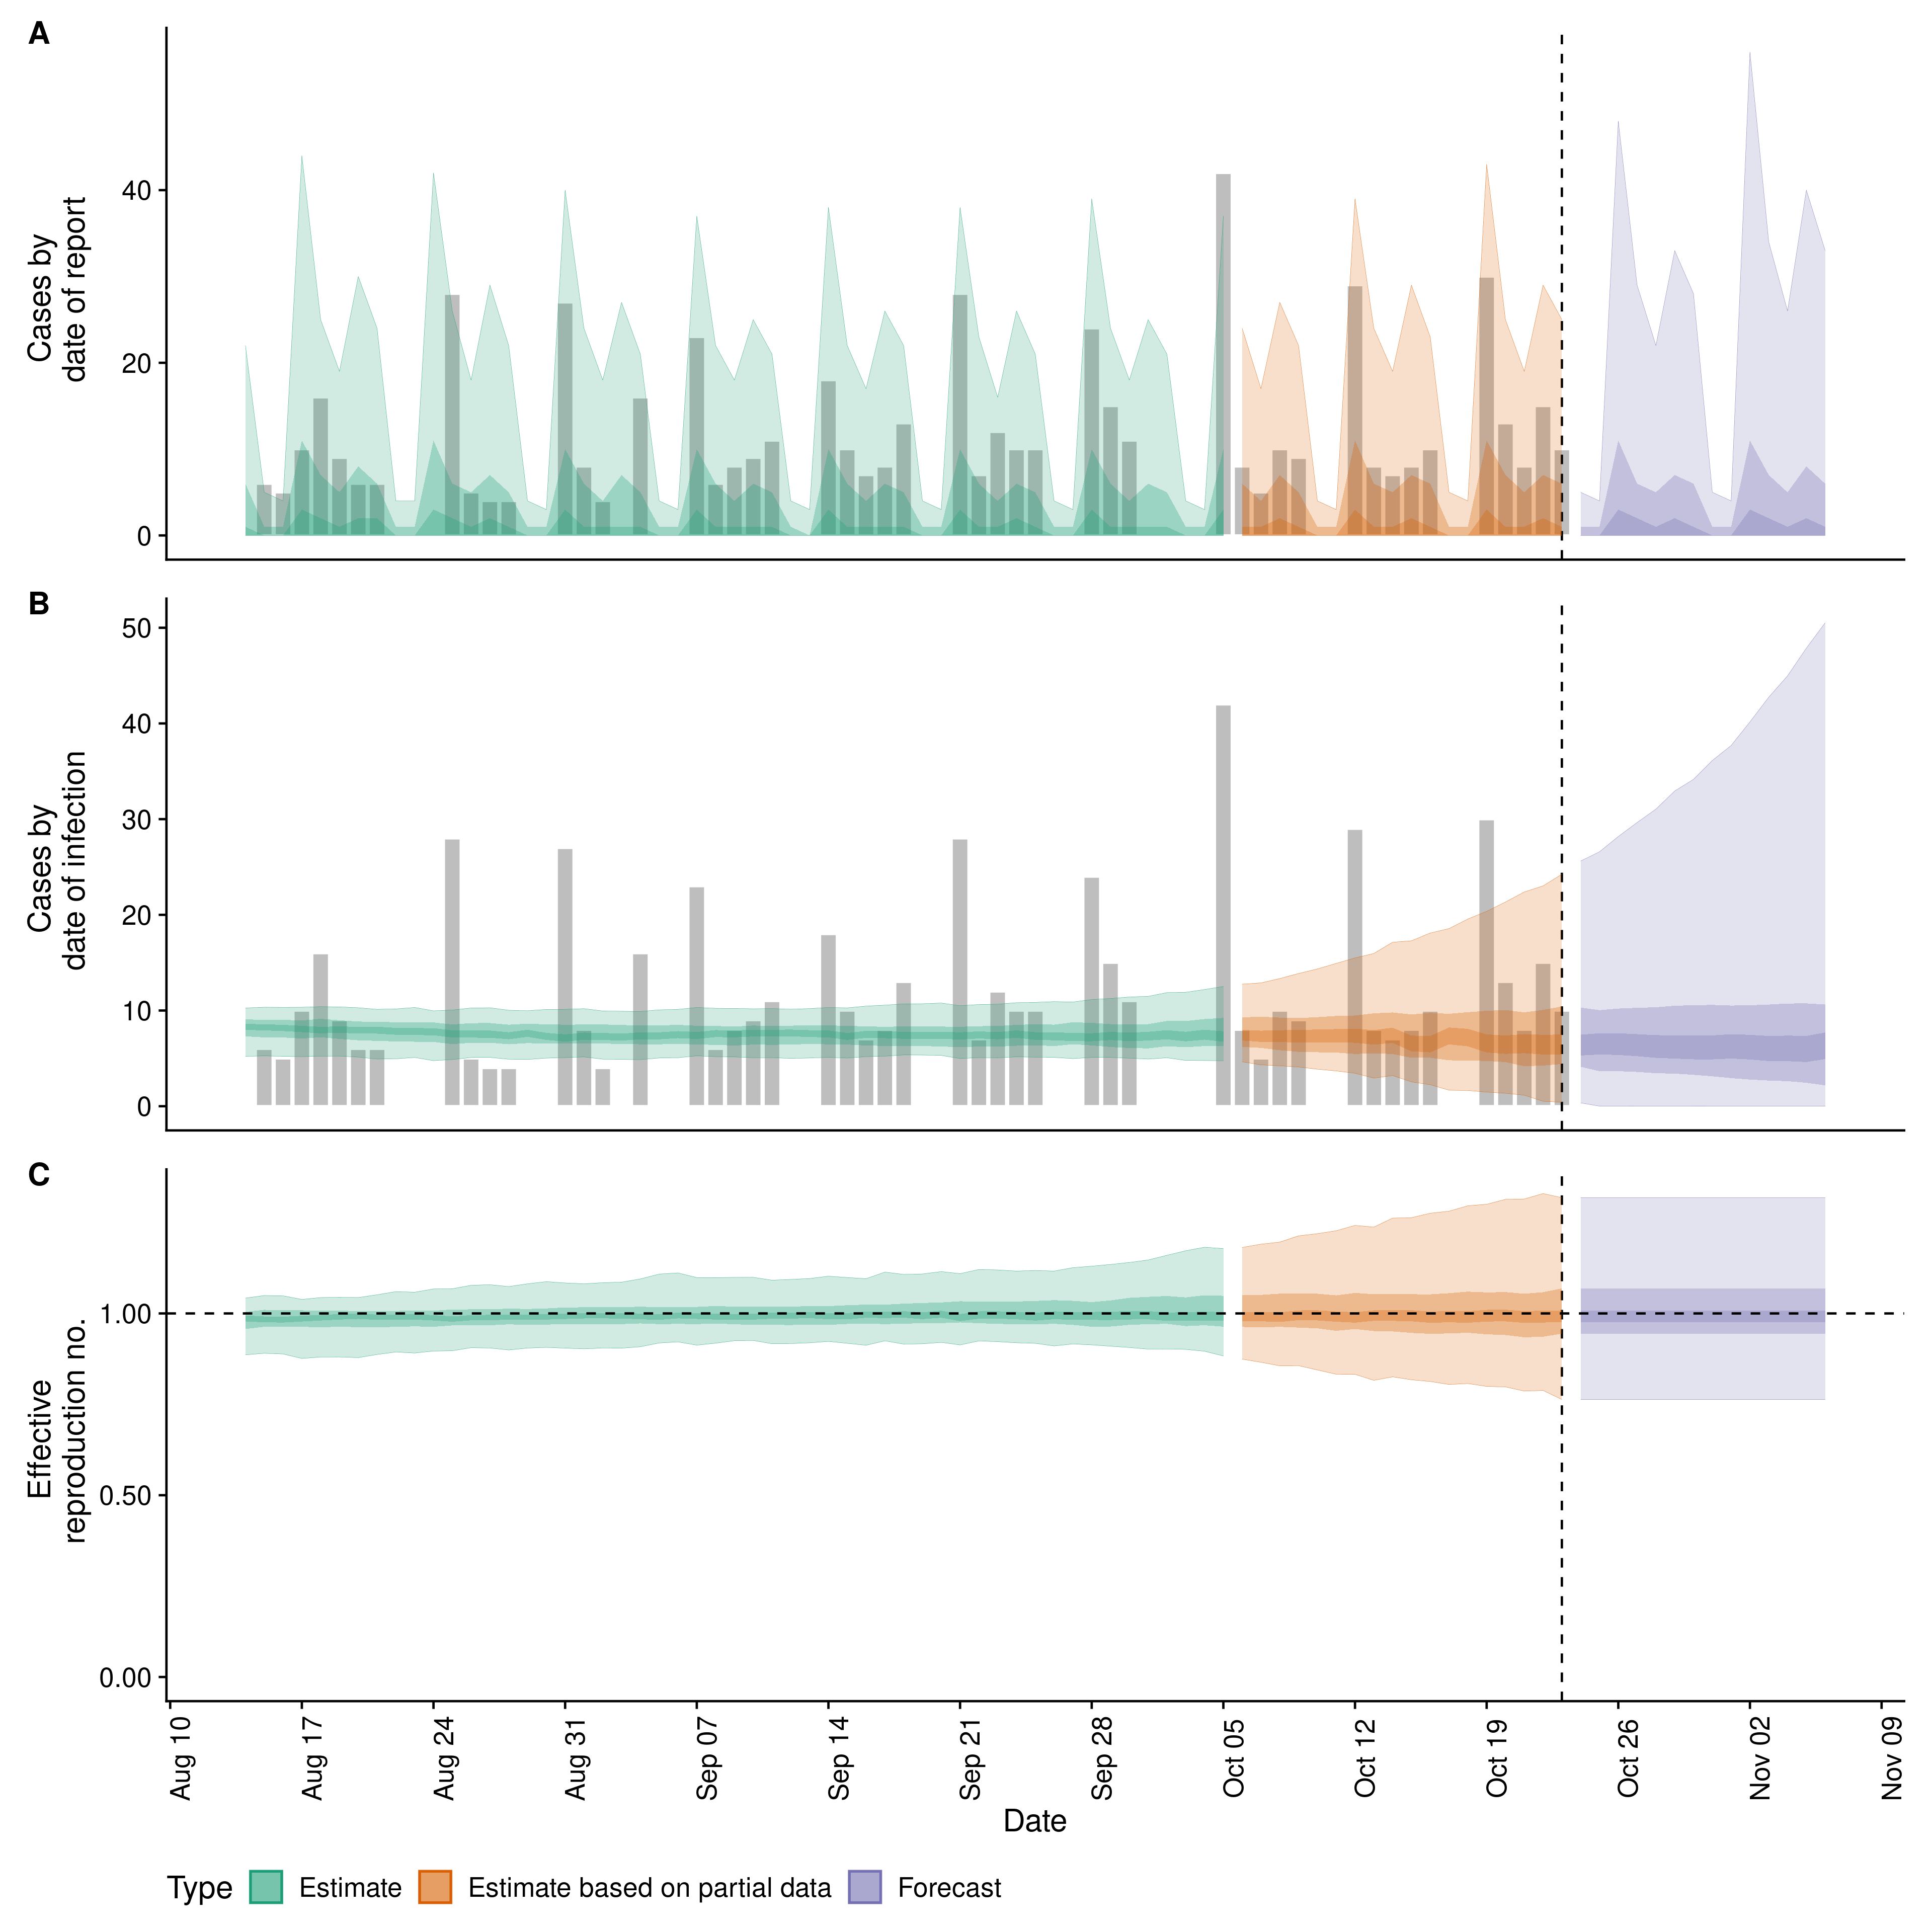 A
Cases by
date of report
40
20
0
B
Cases by
date of infection
50
40
30
20
10
0
C
Effective
reproduction no.
1.00
0.50
0.00
Aug 10
Aug 17
Aug 24
Aug 31
Sep 07
Sep 14
Sep 21
Sep 28
Oct 05
Oct 12
Oct 19
Oct 26
Nov 02
Nov 09
Date
Type Estimate Estimate based on partial data Forecast